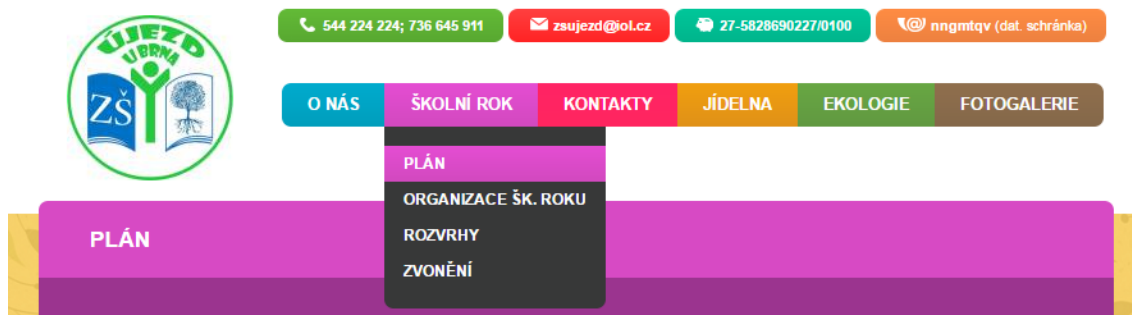 ÚJEZD
U BRNA
ZŠ
544 224 224; 736 645 911
zsujezd@iol.cz
27-5828690227/0100
nngmtqv (dat. schránka)
O NÁS
ŠKOLNÍ ROK
KONTAKTY
JÍDELNA
EKOLOGIE
FOTOGALERIE
PLÁN
ORGANIZACE ŠK. ROKU
ROZVRHY
ZVONĚNÍ
PLÁN